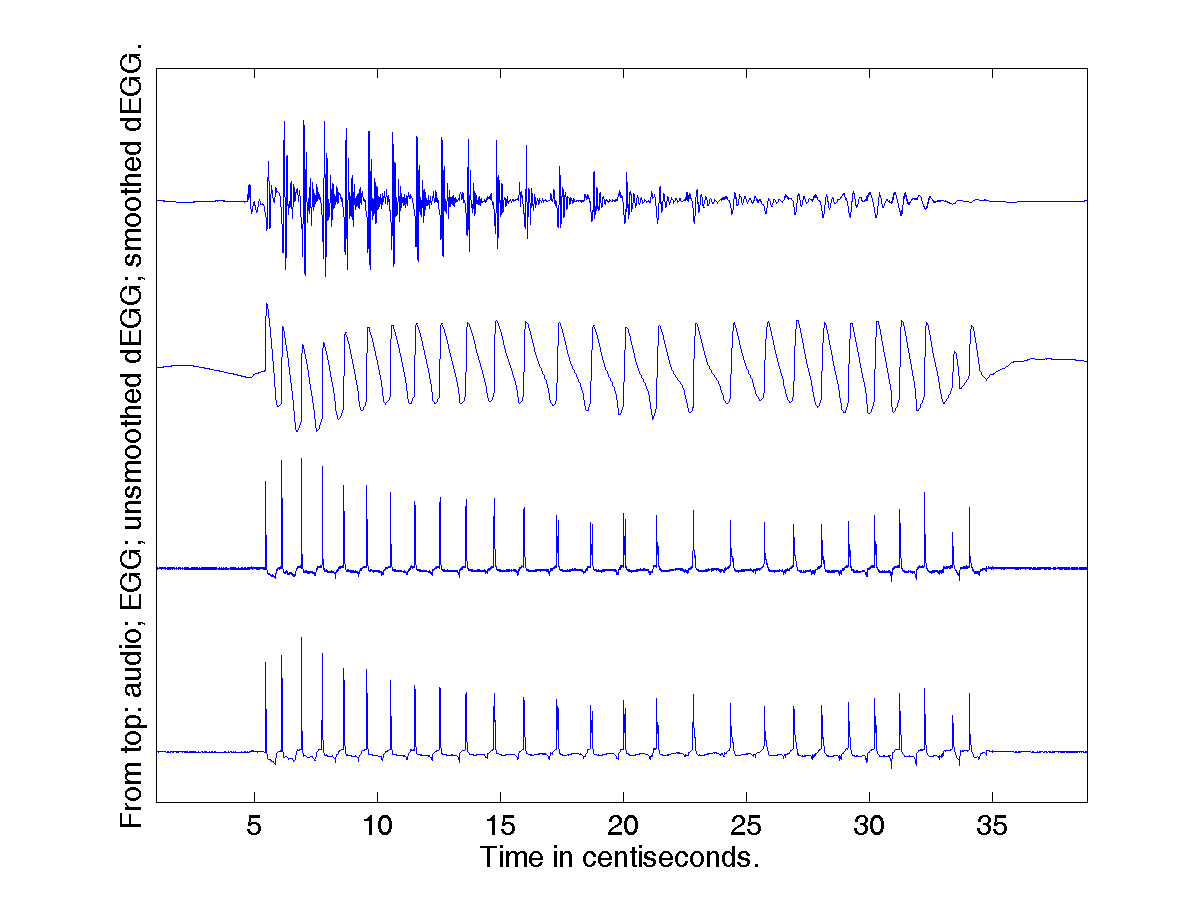 From top: audio; EGG; unsmoothed dEGG; smoothed dEGG.
5 10 15 20 25 30 35
Time in centiseconds.